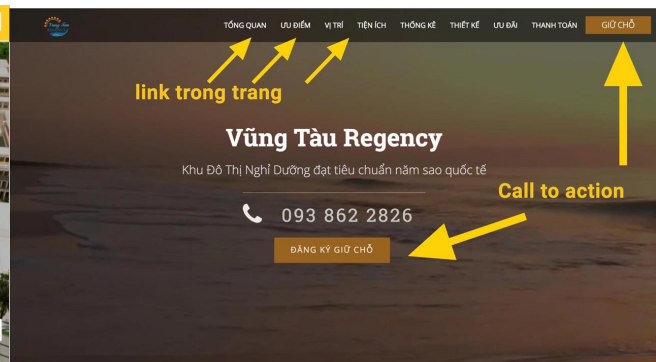 TỔNG QUAN ƯU ĐIỂM VỊ TRÍ TIỆN ÍCH THỐNG KÊ THIẾT KẾ ƯU ĐÃI THANH TOÁN GIỮ CHỖ
link trong trang
Vũng Tàu Regency
Khu Đô Thị Nghỉ Dưỡng đạt tiêu chuẩn năm sao quốc tế
Call to action
093 862 2826
ĐĂNG KÝ GIỮ CHỖ